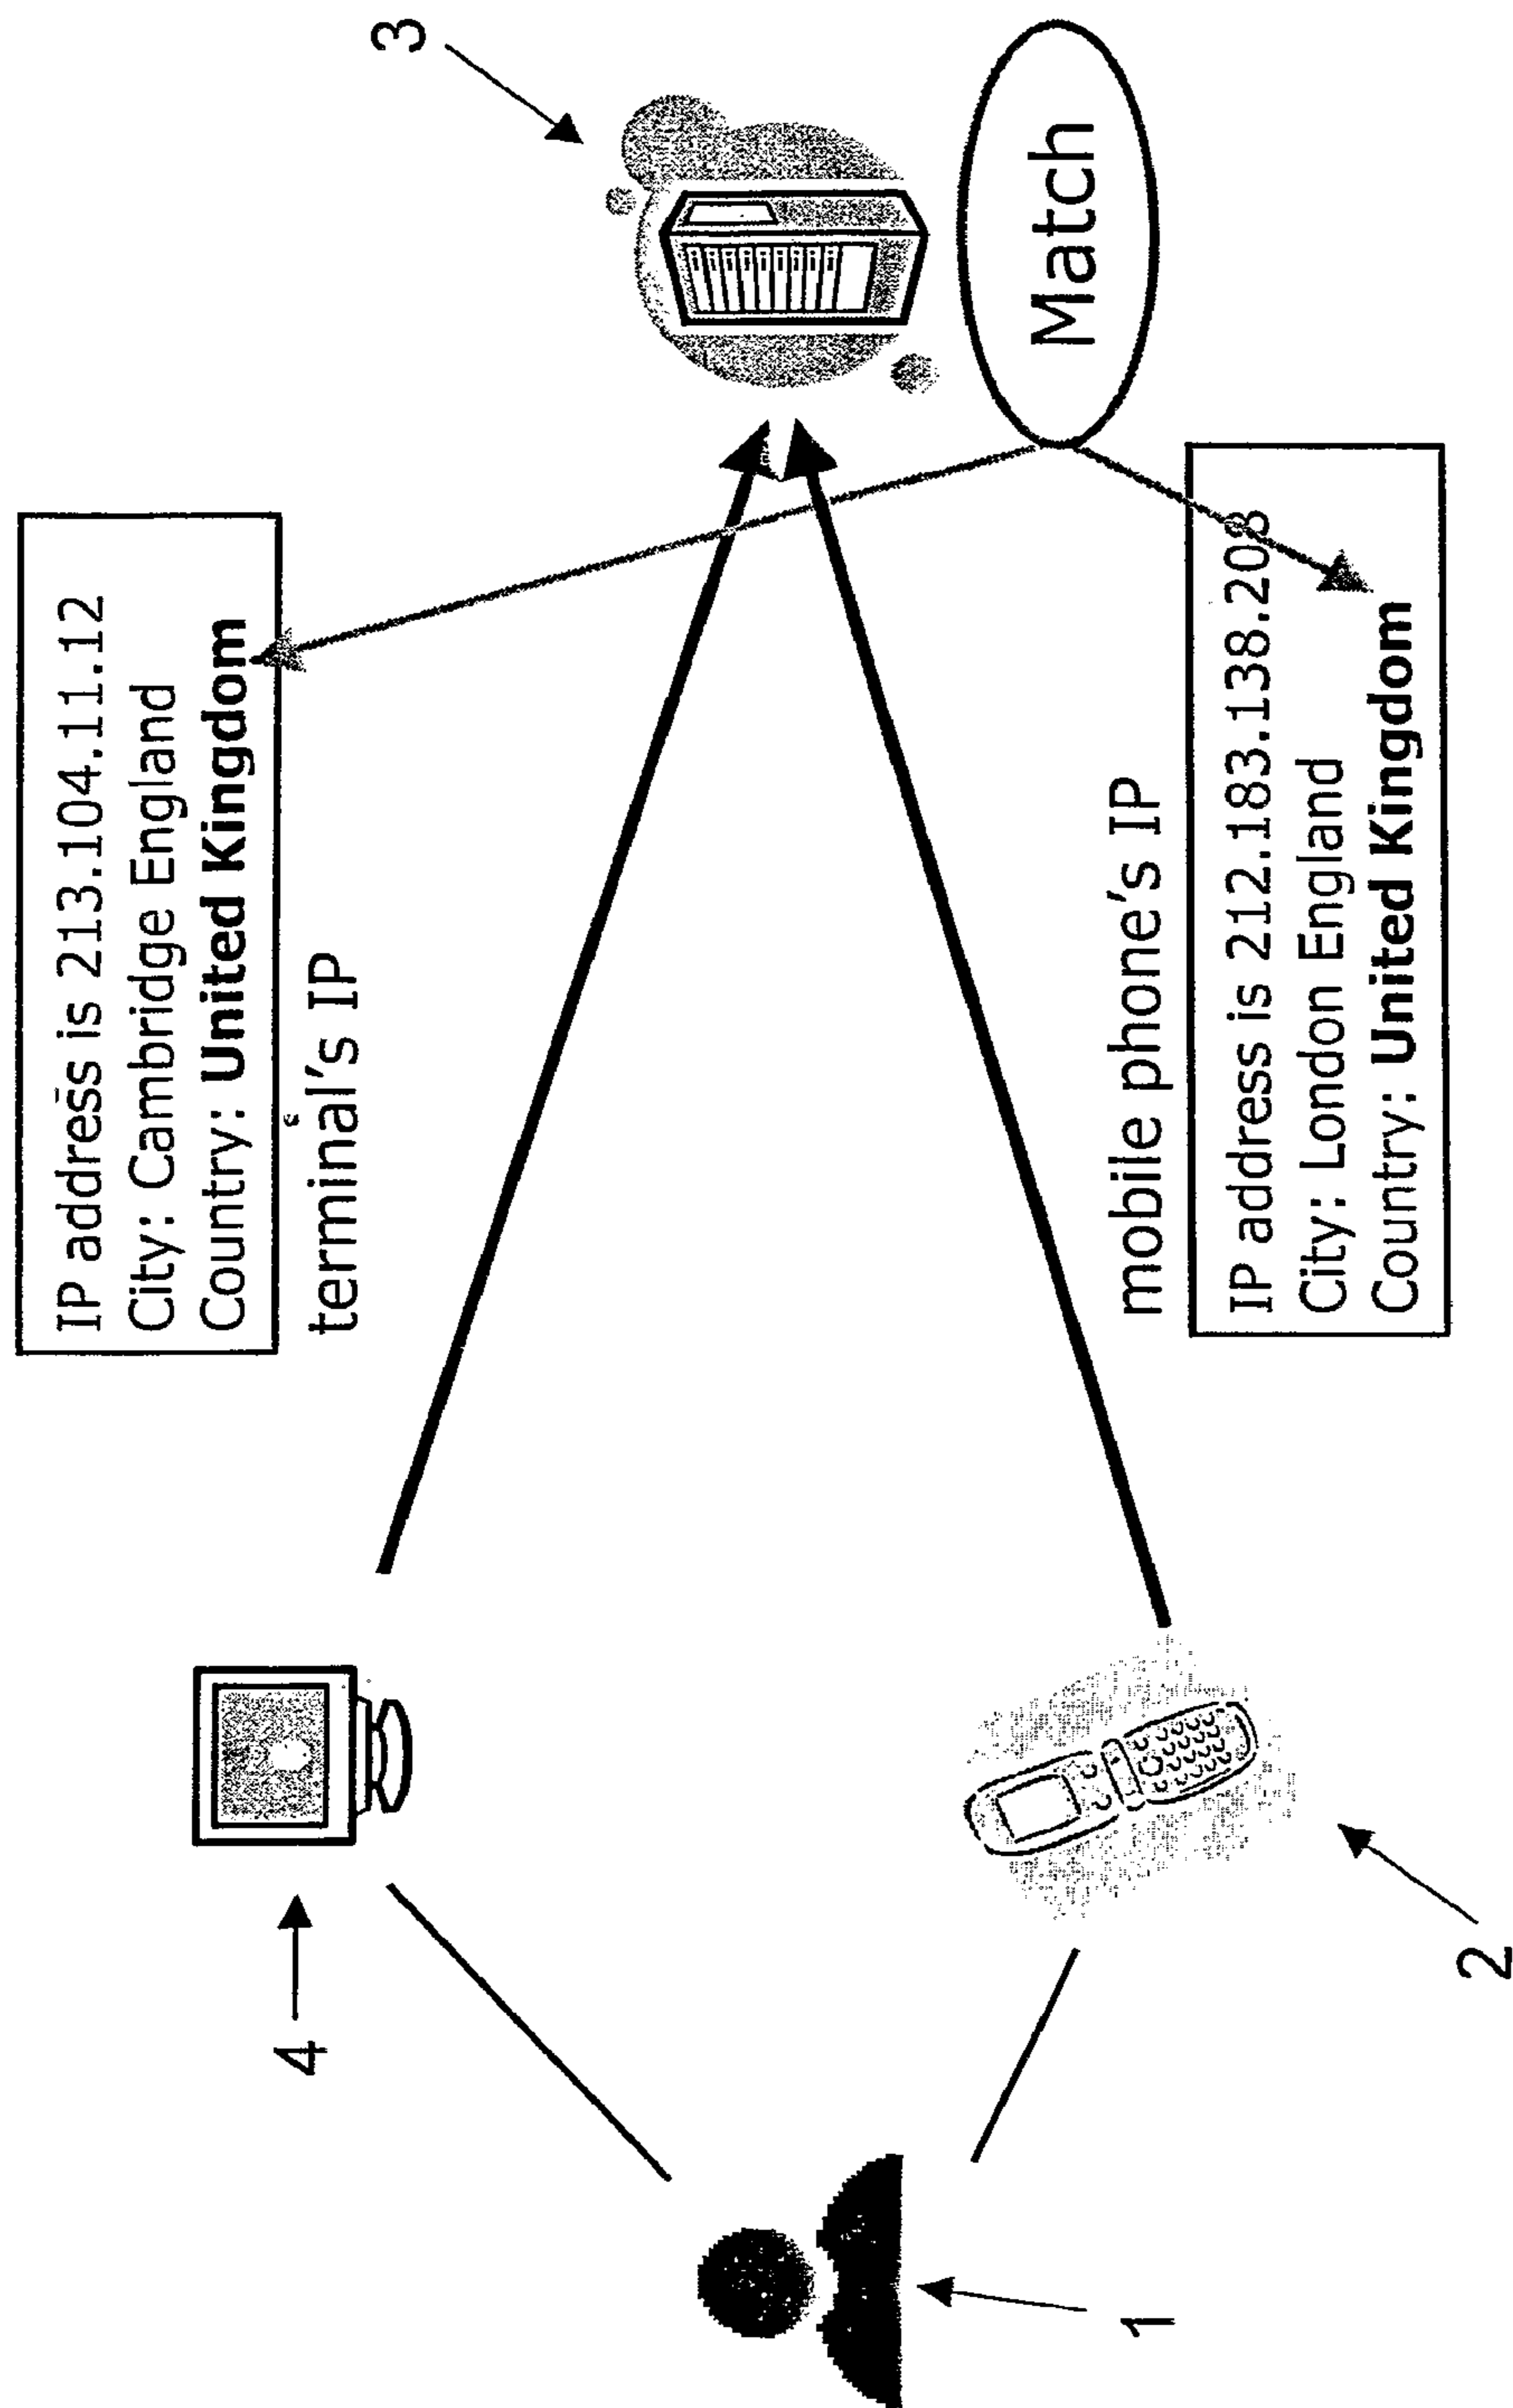 IP address is 213.104.11.12
City: Cambridge England
Country: United Kingdom
terminal's IP
3
4
Match
1
mobile phone's IP
IP address is 212.183.138.208
City: London England
Country: United Kingdom
2